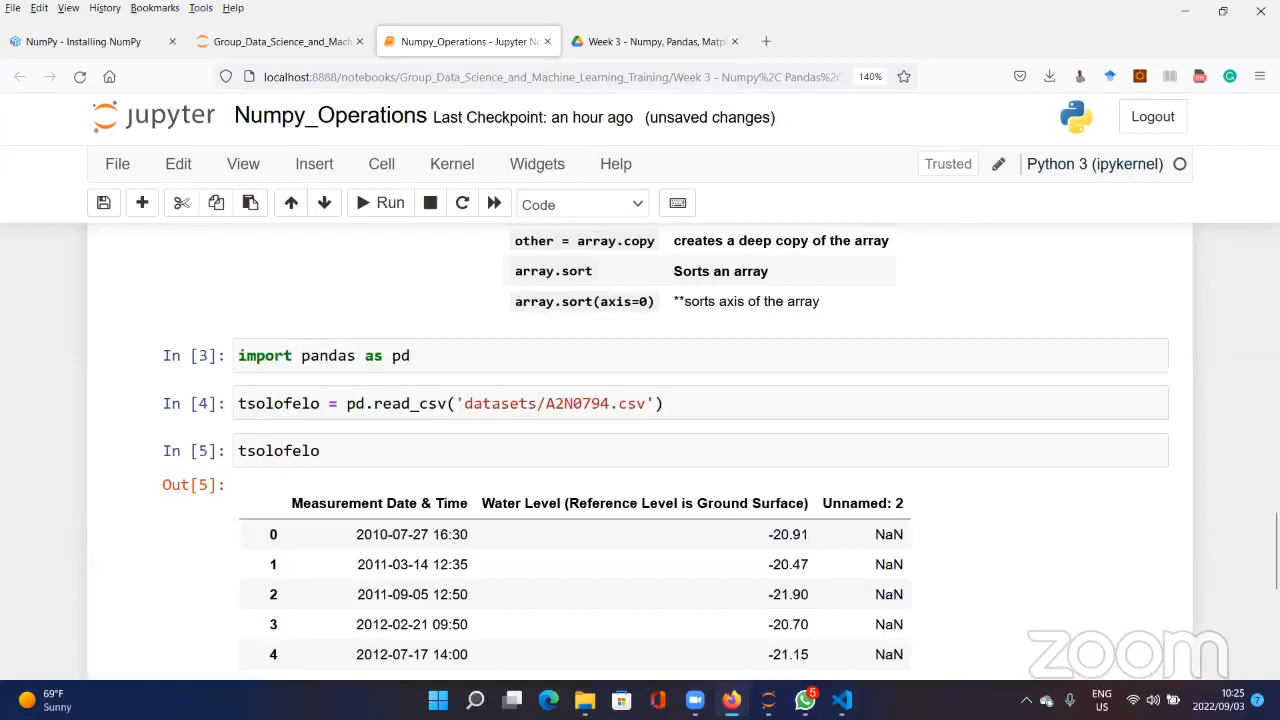 File Edit View History Bookmarks Tools Help
NumPy - Installing NumPy
Group_Data_Science_and_Mach
Numpy_Operations - Jupyter No
Week 3 - Numpy, Pandas, Matpl
localhost:8888/notebooks/Group_Data_Science_and_Machine_Learning_Training/Week 3 - Numpy%2C Pandas%2C 140%
jupyter Numpy_Operations Last Checkpoint: an hour ago (unsaved changes) Logout
File Edit View Insert Cell Kernel Widgets Help Trusted Python 3 (ipykernel)
Run Code
other = array.copy creates a deep copy of the array
array.sort Sorts an array
array.sort(axis=0) **sorts axis of the array
In [3]: import pandas as pd
In [4]: tsolofelo = pd.read_csv('datasets/A2N0794.csv')
In [5]: tsolofelo
Out[5]:
Measurement Date & Time Water Level (Reference Level is Ground Surface) Unnamed: 2
0 2010-07-27 16:30 -20.91 NaN
1 2011-03-14 12:35 -20.47 NaN
2 2011-09-05 12:50 -21.90 NaN
3 2012-02-21 09:50 -20.70 NaN
4 2012-07-17 14:00 -21.15 NaN
zoom
69°F
Sunny
5
ENG
US
10:25
2022/09/03
7